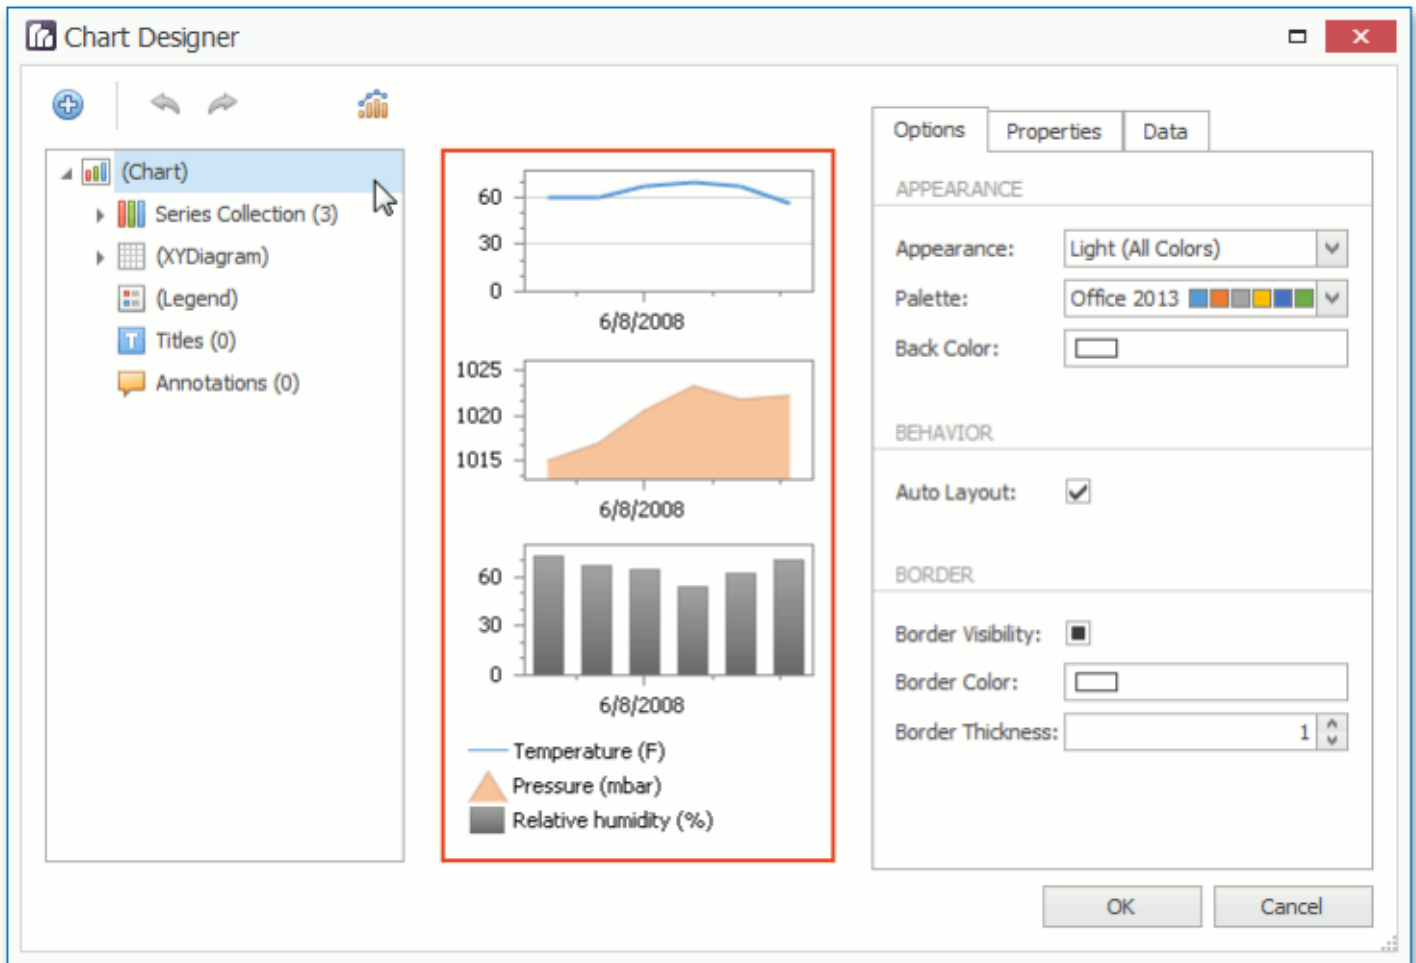 Chart Designer
(Chart)
Series Collection (3)
(XYDiagram)
(Legend)
Titles (0)
Annotations (0)
60
30
0
6/8/2008
1025
1020
1015
6/8/2008
60
30
0
6/8/2008
Temperature (F)
Pressure (mbar)
Relative humidity (%)
Options Properties Data
APPEARANCE
Appearance: Light (All Colors)
Palette: Office 2013
Back Color:
BEHAVIOR
Auto Layout:
BORDER
Border Visibility:
Border Color:
Border Thickness: 1
OK Cancel